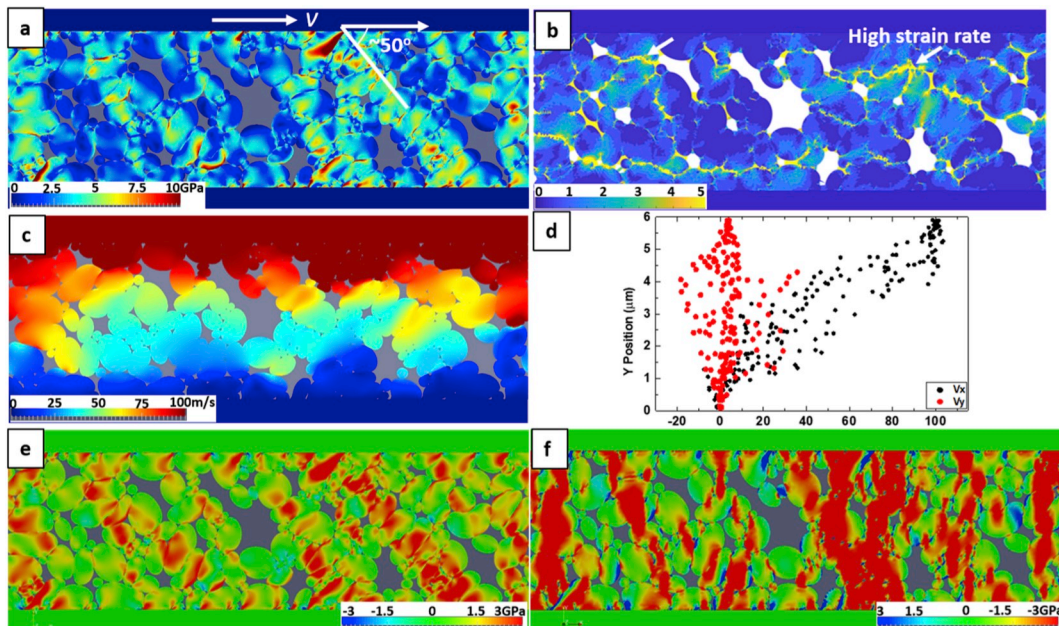 a
V
~50°
0 2.5 5 7.5 10GPa
b
High strain rate
0 1 2 3 4 5
c
0 25 50 75 100m/s
d
Y Position (μm)
6
5
4
3
2
1
0
-20 0 20 40 60 80 100
Vx
Vy
e
-3 -1.5 0 1.5 3GPa
f
3 1.5 0 -1.5 -3GPa